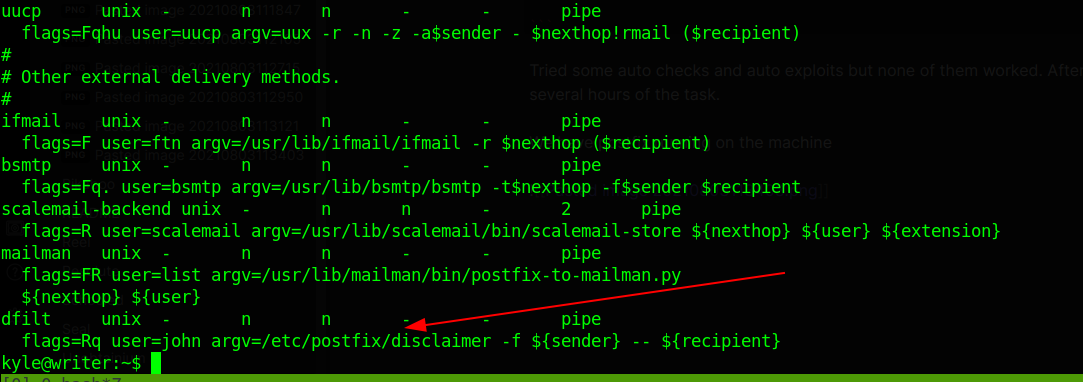 uucp unix - n n - - pipe
flags=Fqhu user=uucp argv=uux -r -n -z -a$sender - $nexthop!rmail ($recipient)
#
# Other external delivery methods.
#
ifmail unix - n n - - pipe
flags=F user=ftn argv=/usr/lib/ifmail/ifmail -r $nexthop ($recipient)
bsmtp unix - n n - - pipe
flags=Fq. user=bsmtp argv=/usr/lib/bsmtp/bsmtp -t$nexthop -f$sender $recipient
scalemail-backend unix - n n - 2 pipe
flags=R user=scalemail argv=/usr/lib/scalemail/bin/scalemail-store ${nexthop} ${user} ${extension}
mailman unix - n n - - pipe
flags=FR user=list argv=/usr/lib/mailman/bin/postfix-to-mailman.py
${nexthop} ${user}
dfilt unix - n n - - pipe
flags=Rq user=john argv=/etc/postfix/disclaimer -f ${sender} -- ${recipient}
kyle@writer:~$
Tried some auto checks and auto exploits but none of them worked. After
several hours of the task.
on the machine
Pasted image 20210803112950